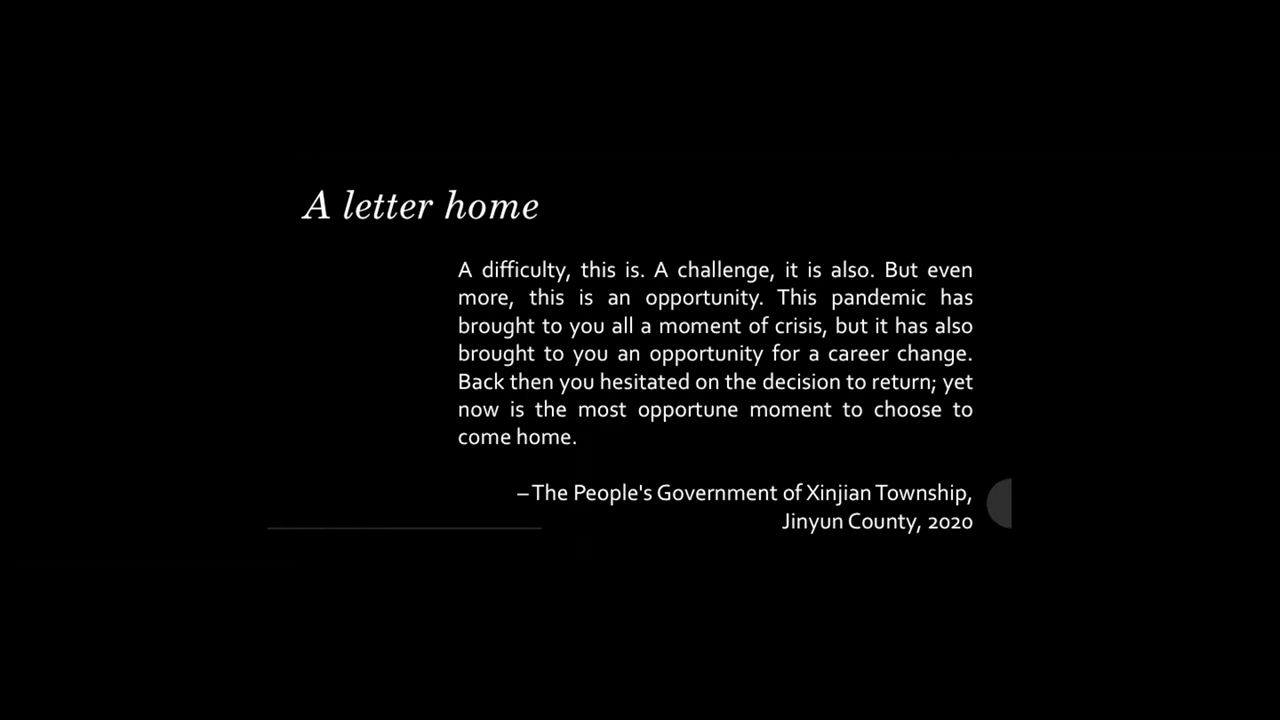 A letter home
A difficulty, this is. A challenge, it is also. But even
more, this is an opportunity. This pandemic has
brought to you all a moment of crisis, but it has also
brought to you an opportunity for a career change.
Back then you hesitated on the decision to return; yet
now is the most opportune moment to choose to
come home.
–The People's Government of Xinjian Township,
Jinyun County, 2020